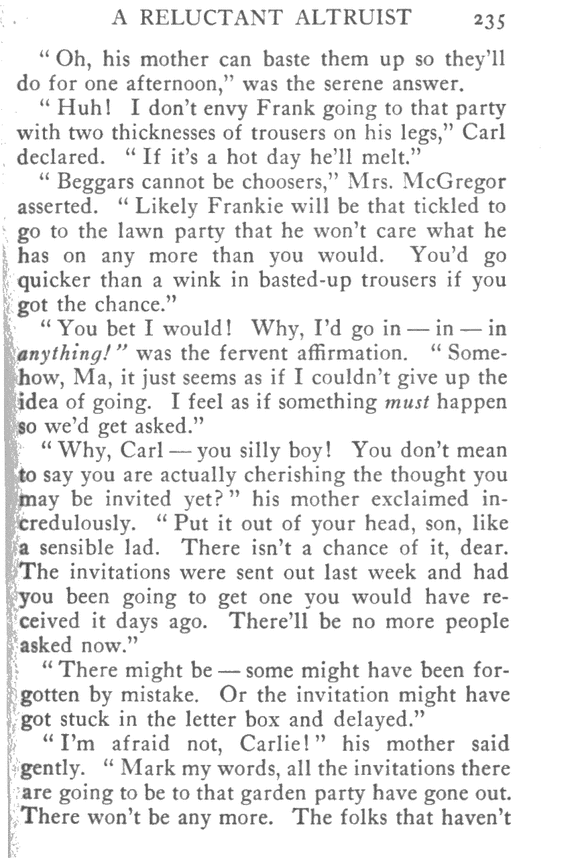 A RELUCTANT ALTRUIST 235
“ Oh, his mother can baste them up so they’ll
do for one afternoon,” was the serene answer.
“ Huh! I don’t envy Frank going to that party
with two thicknesses of trousers on his legs,” Carl
declared. “ If it’s a hot day he’ll melt.”
“ Beggars cannot be choosers,” Mrs. McGregor
asserted. “ Likely Frankie will be that tickled to
go to the lawn party that he won’t care what he
has on any more than you would. You’d go
quicker than a wink in basted-up trousers if you
got the chance.”
“ You bet I would! Why, I’d go in — in — in
anything! ” was the fervent affirmation. “ Some-
how, Ma, it just seems as if I couldn’t give up the
idea of going. I feel as if something must happen
so we’d get asked.”
“ Why, Carl — you silly boy! You don’t mean
to say you are actually cherishing the thought you
may be invited yet? ” his mother exclaimed in-
credulously. “ Put it out of your head, son, like
a sensible lad. There isn’t a chance of it, dear.
The invitations were sent out last week and had
you been going to get one you would have re-
ceived it days ago. There’ll be no more people
asked now.”
“ There might be — some might have been for-
gotten by mistake. Or the invitation might have
got stuck in the letter box and delayed.”
“ I’m afraid not, Carlie! ” his mother said
gently. “ Mark my words, all the invitations there
are going to be to that garden party have gone out.
There won’t be any more. The folks that haven’t